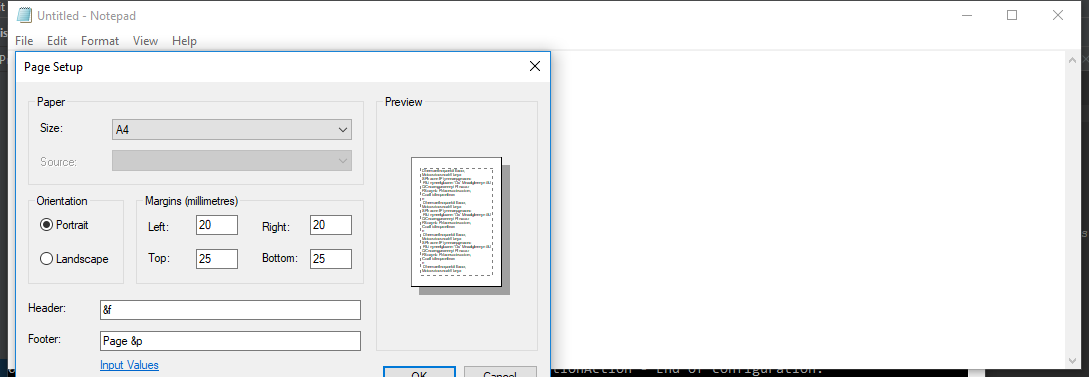 Untitled - Notepad
File Edit Format View Help
Page Setup
Paper
Size: A4
Source:
Orientation
Portrait
Landscape
Margins (millimetres)
Left: 20 Right: 20
Top: 25 Bottom: 25
Preview
Header: &f
Footer: Page &p
Input Values
OK Cancel
- End of configuration.